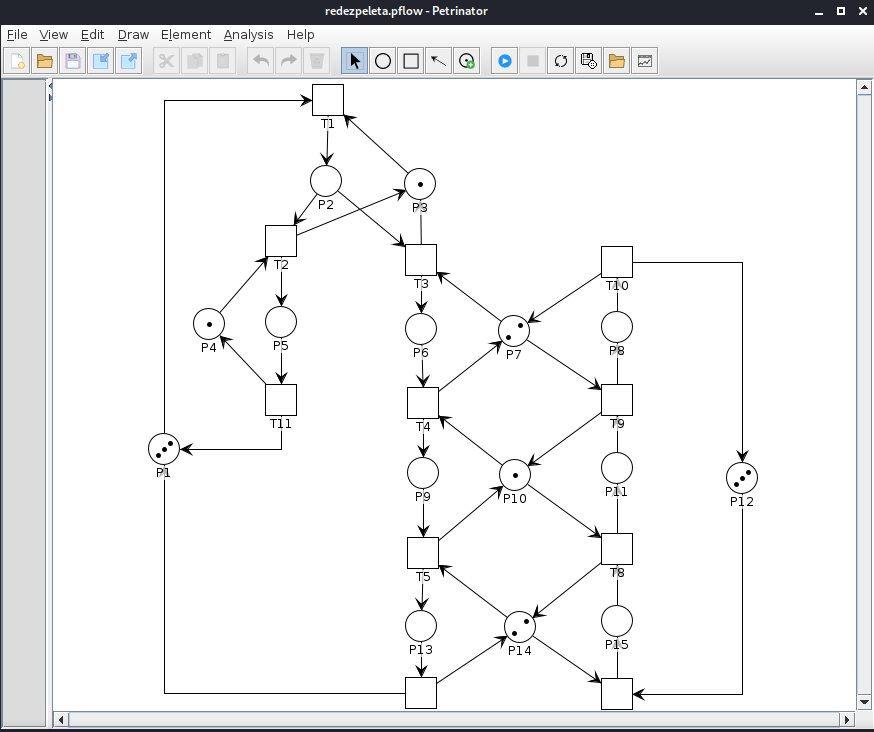 redezpeleta.pflow - Petrinator
File View Edit Draw Element Analysis Help
T1
P2
P3
T2
T3
T10
P4
P5
P6
P7
P8
T11
T4
T9
P1
P9
P10
P11
P12
T5
T8
P13
P14
P15